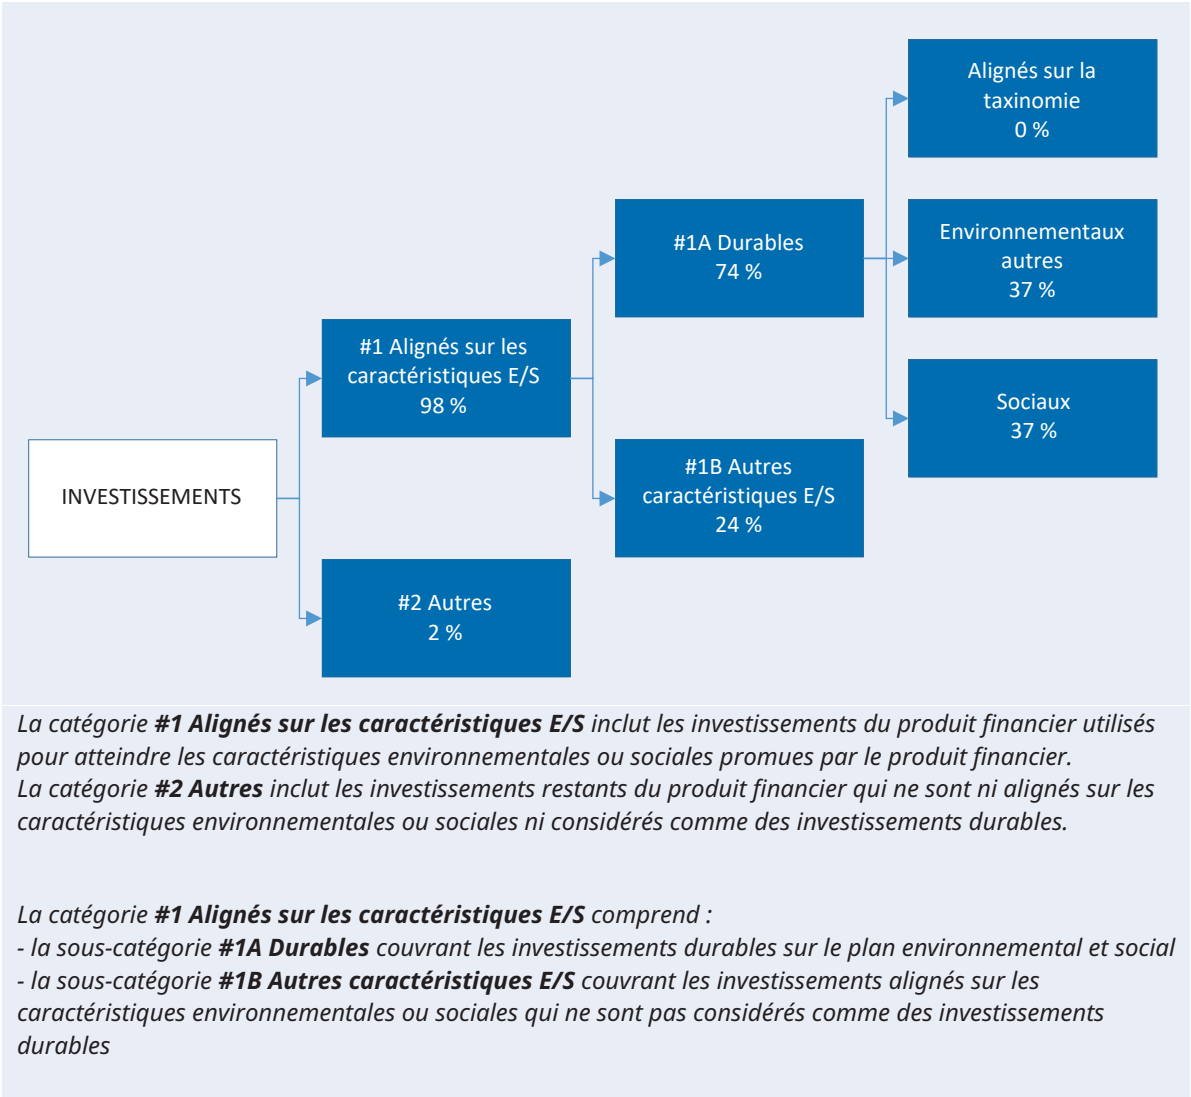 Alignés sur la
taxinomie
0 %
#1A Durables
74 %
Environnementaux
autres
37 %
#1 Alignés sur les
caractéristiques E/S
98 %
Sociaux
37 %
INVESTISSEMENTS
#1B Autres
caractéristiques E/S
24 %
#2 Autres
2 %
La catégorie #1 Alignés sur les caractéristiques E/S inclut les investissements du produit financier utilisés
pour atteindre les caractéristiques environnementales ou sociales promues par le produit financier.
La catégorie #2 Autres inclut les investissements restants du produit financier qui ne sont ni alignés sur les
caractéristiques environnementales ou sociales ni considérés comme des investissements durables.
La catégorie #1 Alignés sur les caractéristiques E/S comprend :
- la sous-catégorie #1A Durables couvrant les investissements durables sur le plan environnemental et social
- la sous-catégorie #1B Autres caractéristiques E/S couvrant les investissements alignés sur les
caractéristiques environnementales ou sociales qui ne sont pas considérés comme des investissements
durables